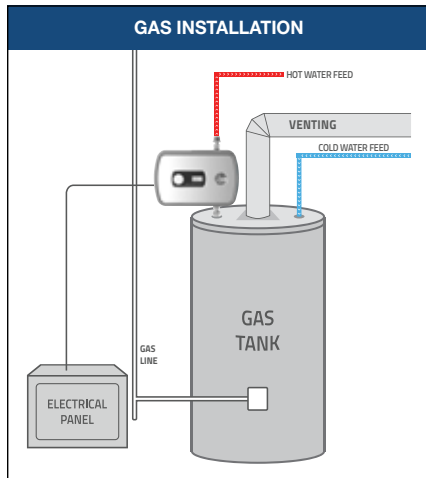 GAS INSTALLATION
HOT WATER FEED
VENTING
COLD WATER FEED
GAS
TANK
GAS
LINE
ELECTRICAL
PANEL